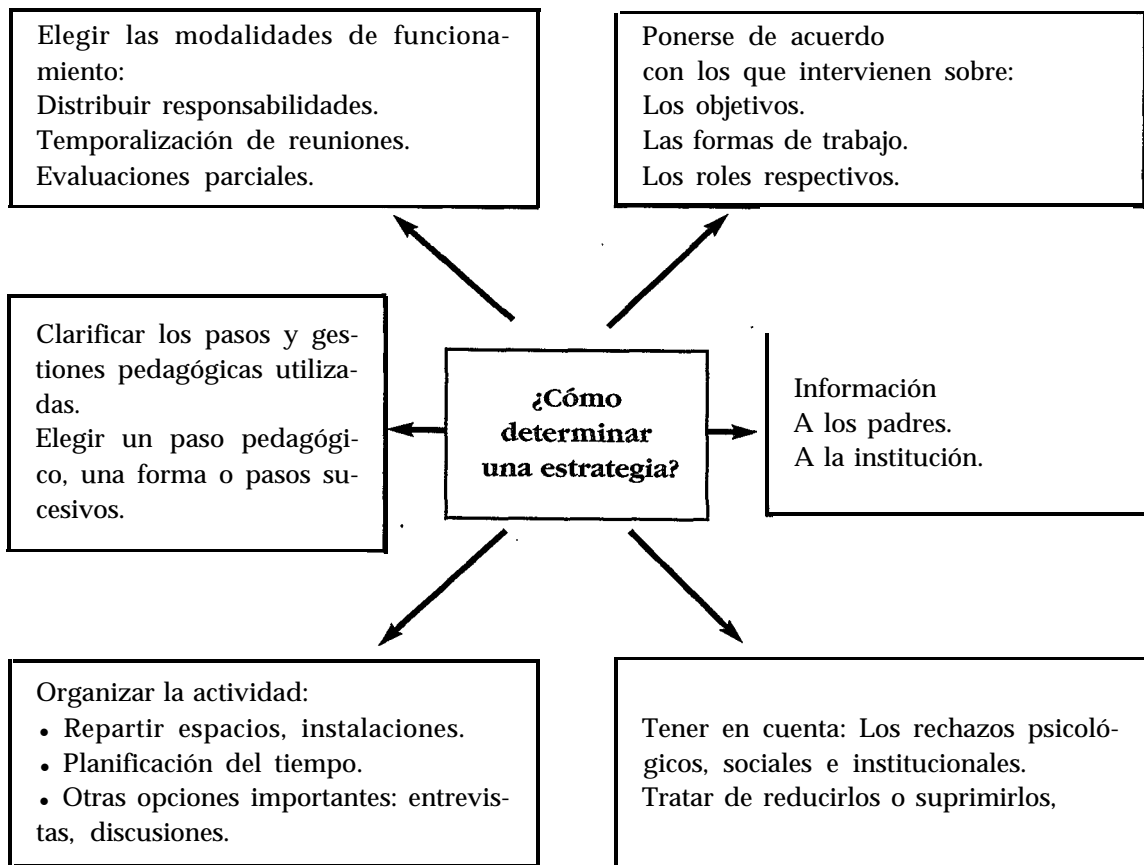 Elegir las modalidades de funciona-
miento:
Distribuir responsabilidades.
Temporalización de reuniones.
Evaluaciones parciales.
Ponerse de acuerdo
con los que intervienen sobre:
Los objetivos.
Las formas de trabajo.
Los roles respectivos.
Clarificar los pasos y ges-
tiones pedagógicas utiliza-
das.
Elegir un paso pedagógi-
co, una forma o pasos su-
cesivos.
¿Cómo
determinar
una estrategia?
Información
A los padres.
A la institución.
Organizar la actividad:
• Repartir espacios, instalaciones.
• Planificación del tiempo.
• Otras opciones importantes: entrevis-
tas, discusiones.
Tener en cuenta: Los rechazos psicoló-
gicos, sociales e institucionales.
Tratar de reducirlos o suprimirlos,